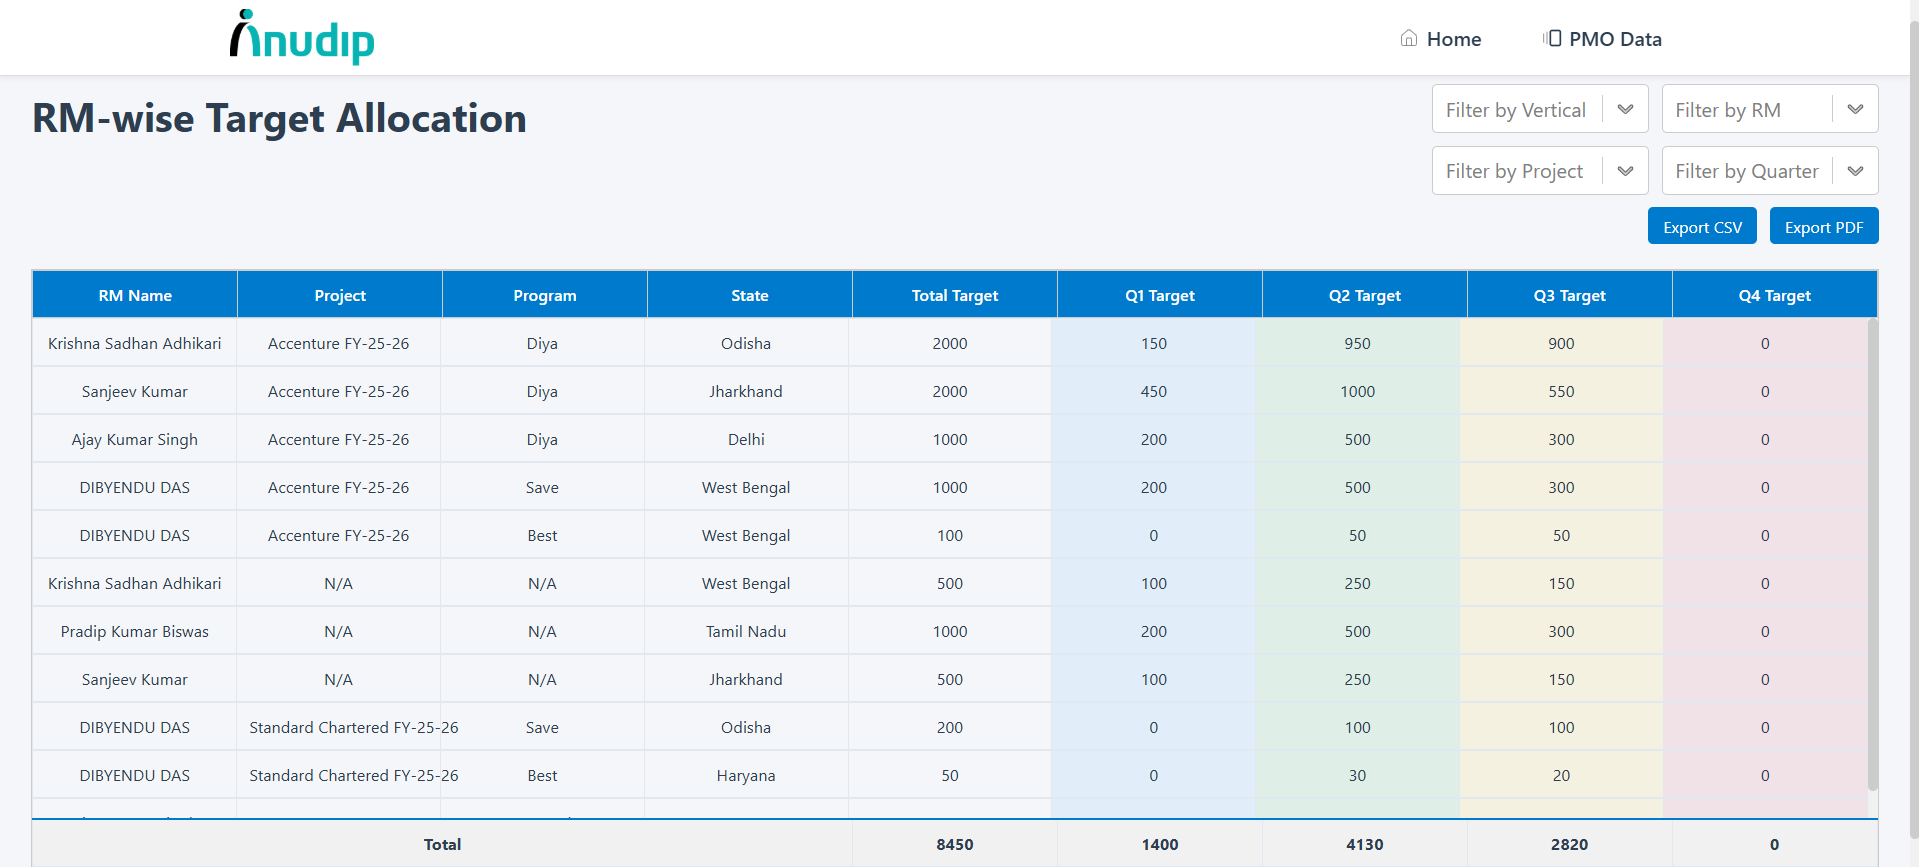 anudip
Home
PMO Data
RM-wise Target Allocation
Filter by Vertical
Filter by RM
Filter by Project
Filter by Quarter
Export CSV
Export PDF
RM Name Project Program State Total Target Q1 Target Q2 Target Q3 Target Q4 Target
Krishna Sadhan Adhikari Accenture FY-25-26 Diya Odisha 2000 150 950 900 0
Sanjeev Kumar Accenture FY-25-26 Diya Jharkhand 2000 450 1000 550 0
Ajay Kumar Singh Accenture FY-25-26 Diya Delhi 1000 200 500 300 0
DIBYENDU DAS Accenture FY-25-26 Save West Bengal 1000 200 500 300 0
DIBYENDU DAS Accenture FY-25-26 Best West Bengal 100 0 50 50 0
Krishna Sadhan Adhikari N/A N/A West Bengal 500 100 250 150 0
Pradip Kumar Biswas N/A N/A Tamil Nadu 1000 200 500 300 0
Sanjeev Kumar N/A N/A Jharkhand 500 100 250 150 0
DIBYENDU DAS Standard Chartered FY-25-26 Save Odisha 200 0 100 100 0
DIBYENDU DAS Standard Chartered FY-25-26 Best Haryana 50 0 30 20 0
Total 8450 1400 4130 2820 0